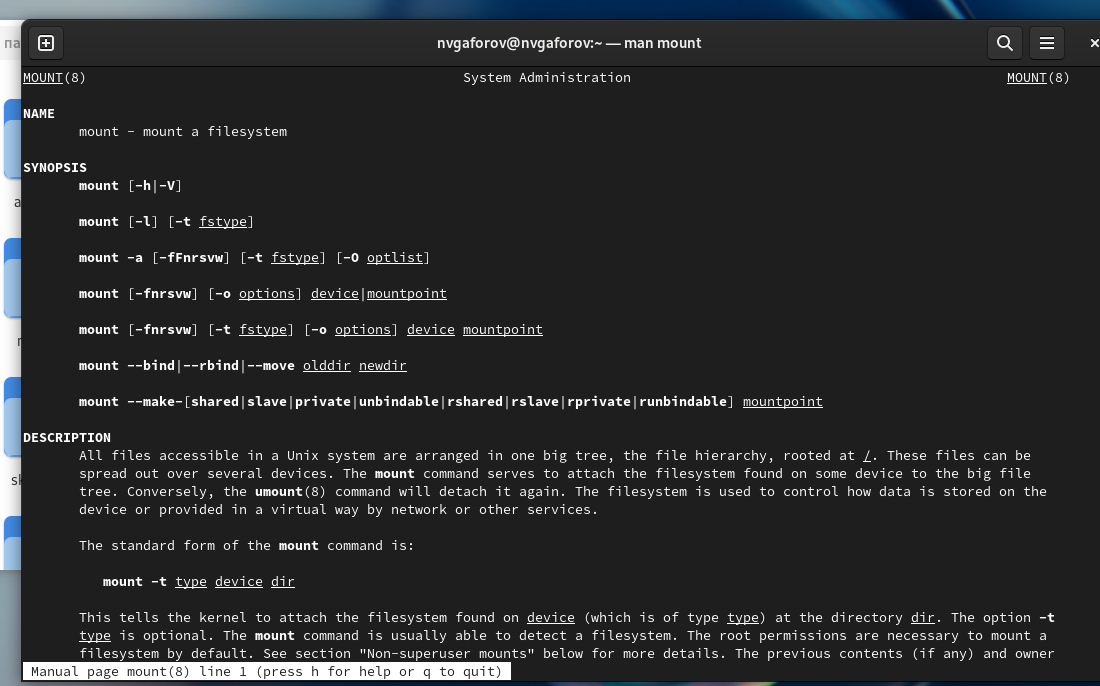 nvgaforov@nvgaforov:~ — man mount
MOUNT(8) System Administration MOUNT(8)
NAME
mount - mount a filesystem
SYNOPSIS
mount [-h|-V]
mount [-l] [-t fstype]
mount -a [-fFnrsvw] [-t fstype] [-O optlist]
mount [-fnrsvw] [-o options] device|mountpoint
mount [-fnrsvw] [-t fstype] [-o options] device mountpoint
mount --bind|--rbind|--move olddir newdir
mount --make-[shared|slave|private|unbindable|rshared|rslave|rprivate|runbindable] mountpoint
DESCRIPTION
All files accessible in a Unix system are arranged in one big tree, the file hierarchy, rooted at /. These files can be
spread out over several devices. The mount command serves to attach the filesystem found on some device to the big file
tree. Conversely, the umount(8) command will detach it again. The filesystem is used to control how data is stored on the
device or provided in a virtual way by network or other services.
The standard form of the mount command is:
mount -t type device dir
This tells the kernel to attach the filesystem found on device (which is of type type) at the directory dir. The option -t
type is optional. The mount command is usually able to detect a filesystem. The root permissions are necessary to mount a
filesystem by default. See section "Non-superuser mounts" below for more details. The previous contents (if any) and owner
Manual page mount(8) line 1 (press h for help or q to quit)